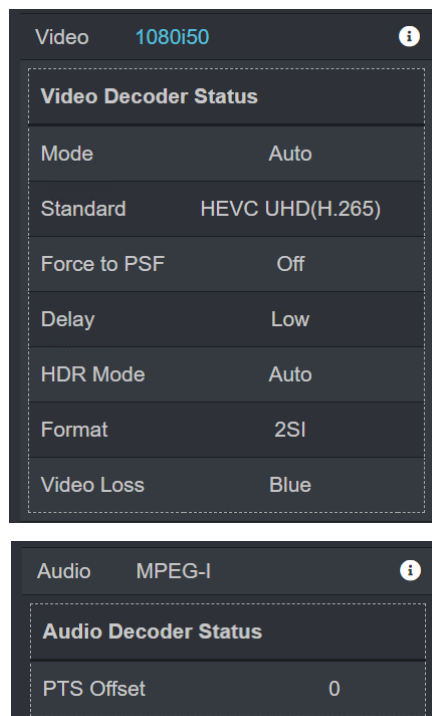 Video 1080i50
Video Decoder Status
Mode Auto
Standard HEVC UHD(H.265)
Force to PSF Off
Delay Low
HDR Mode Auto
Format 2SI
Video Loss Blue
Audio MPEG-I
Audio Decoder Status
PTS Offset 0